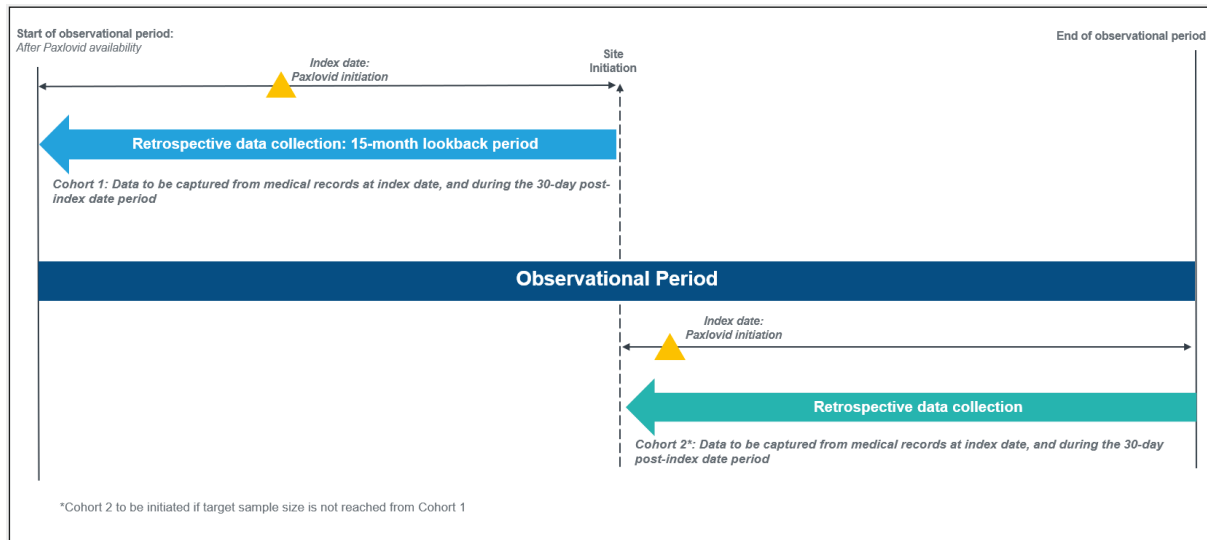 Start of observational period:
After Paxlovid availability
End of observational period
Index date:
Paxlovid initiation
Site
Initiation
Retrospective data collection: 15-month lookback period
Cohort 1: Data to be captured from medical records at index date, and during the 30-day post-
index date period
Observational Period
Index date:
Paxlovid initiation
Retrospective data collection
Cohort 2*: Data to be captured from medical records at index date, and during the 30-day
post-index date period
*Cohort 2 to be initiated if target sample size is not reached from Cohort 1